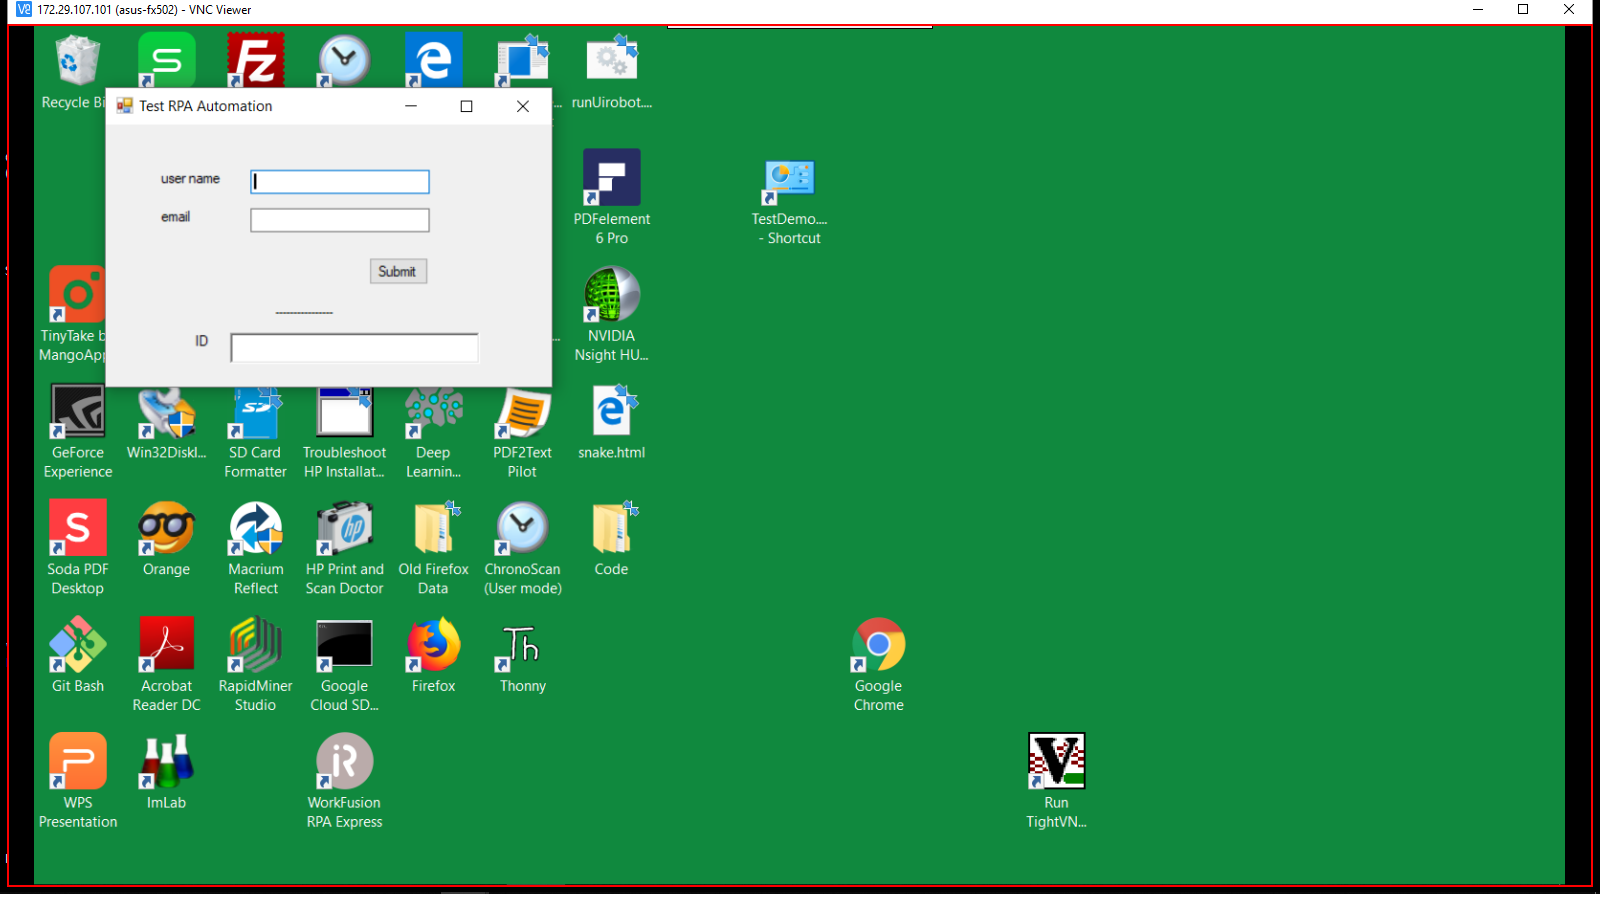 172.29.107.101 (asus-fx502) - VNC Viewer
Recycle Bi
runUirobot....
Test RPA Automation
user name
email
Submit
----------------
ID
PDFelement
6 Pro
TestDemo....
- Shortcut
TinyTake b
MangoApp
NVIDIA
Nsight HU...
GeForce
Experience
Win32DiskI...
SD Card
Formatter
Troubleshoot
HP Installat...
Deep
Learnin...
PDF2Text
Pilot
snake.html
Soda PDF
Desktop
Orange
Macrium
Reflect
HP Print and
Scan Doctor
Old Firefox
Data
ChronoScan
(User mode)
Code
Git Bash
Acrobat
Reader DC
RapidMiner
Studio
Google
Cloud SD...
Firefox
Th
Thonny
Google
Chrome
WPS
Presentation
ImLab
WorkFusion
RPA Express
Run
TightVN...